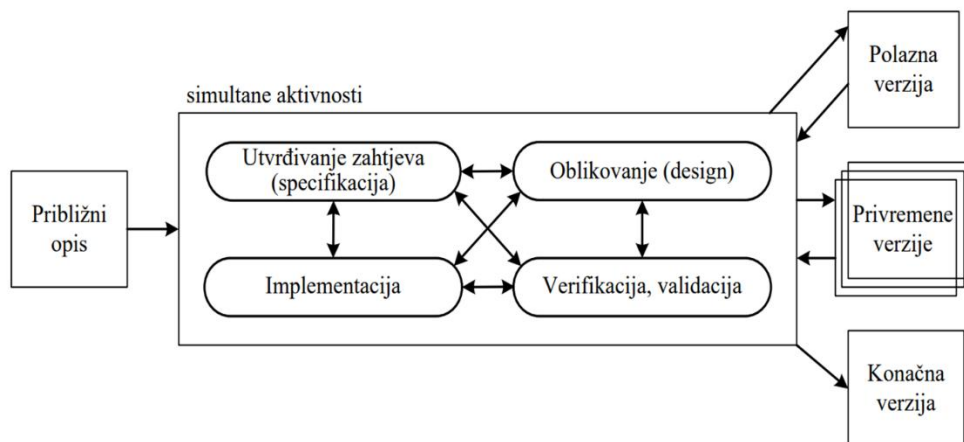 Polazna
verzija
simultane aktivnosti
Utvrđivanje zahtjeva
(specifikacija)
Oblikovanje (design)
Približni
opis
Privremene
verzije
Implementacija
Verifikacija, validacija
Konačna
verzija